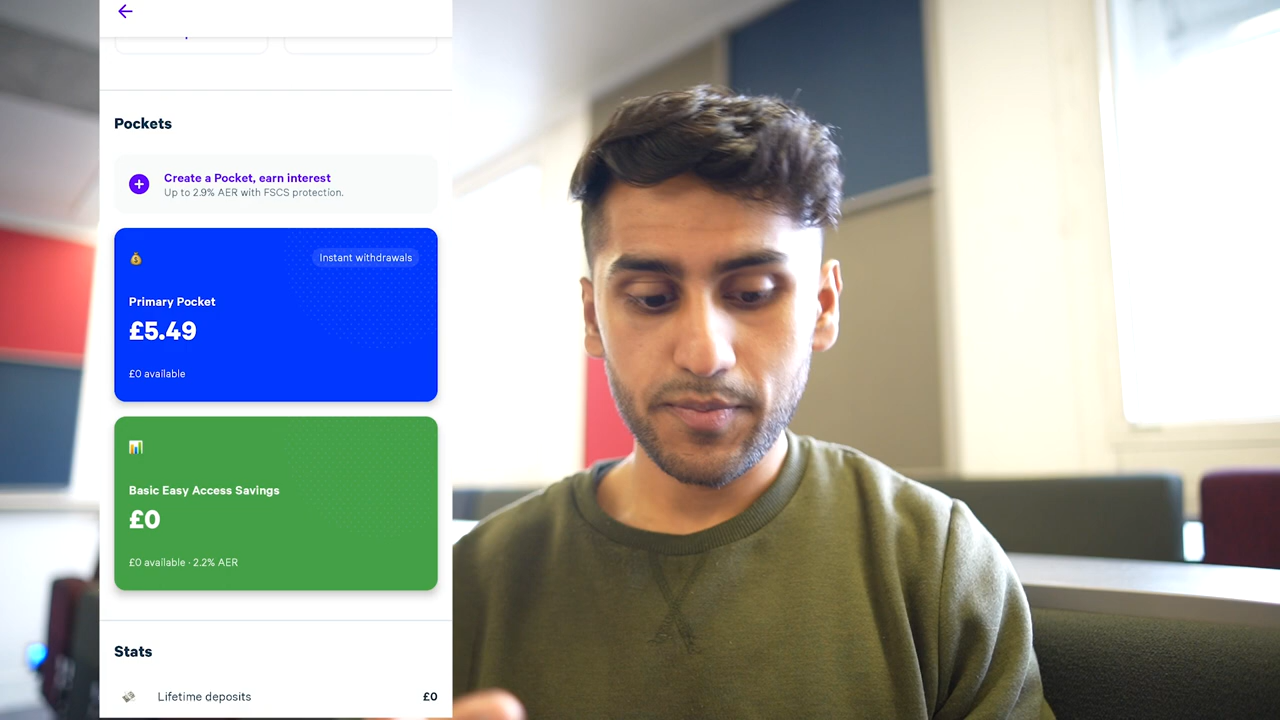 Pockets
Create a Pocket, earn interest
Up to 2.9% AER with FSCS protection.
Instant withdrawals
Primary Pocket
£5.49
£0 available
Basic Easy Access Savings
£0
£0 available · 2.2% AER
Stats
Lifetime deposits £0